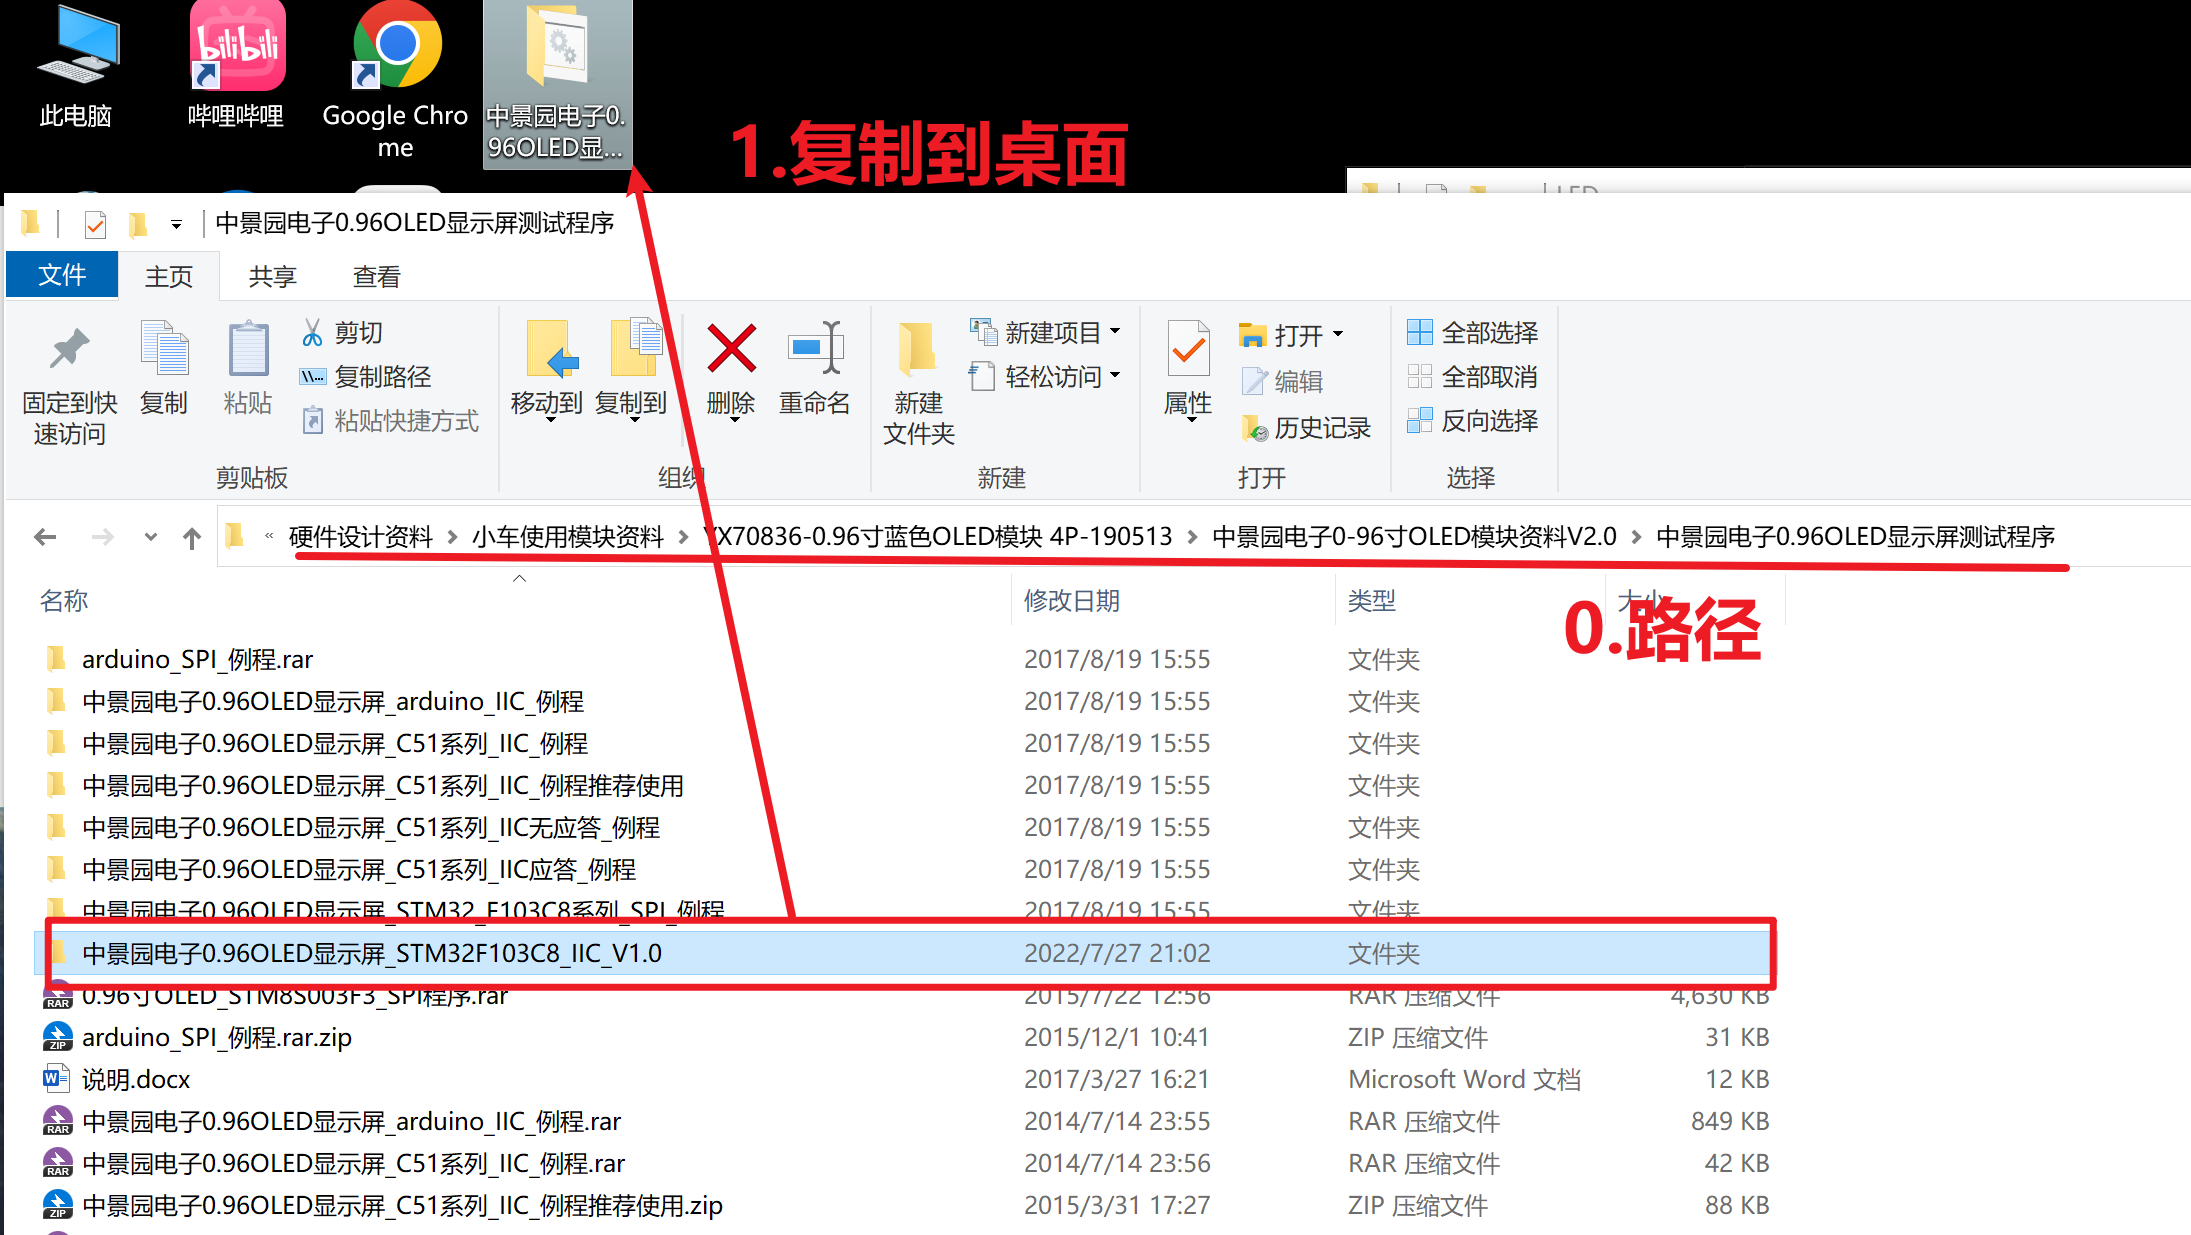 此电脑
bilibili
哔哩哔哩
Google Chro
me
中景园电子0.
96OLED显...
1.复制到桌面
中景园电子0.96OLED显示屏测试程序
文件 主页 共享 查看
固定到快
速访问
复制
粘贴
剪切
复制路径
粘贴快捷方式
剪贴板
移动到
复制到
删除
重命名
组织
新建
文件夹
新建项目
轻松访问
新建
属性
打开
编辑
历史记录
打开
全部选择
全部取消
反向选择
选择
« 硬件设计资料 > 小车使用模块资料 > YX70836-0.96寸蓝色OLED模块 4P-190513 > 中景园电子0-96寸OLED模块资料V2.0 > 中景园电子0.96OLED显示屏测试程序
名称 修改日期 类型 大小
0.路径
arduino_SPI_例程.rar 2017/8/19 15:55 文件夹
中景园电子0.96OLED显示屏_arduino_IIC_例程 2017/8/19 15:55 文件夹
中景园电子0.96OLED显示屏_C51系列_IIC_例程 2017/8/19 15:55 文件夹
中景园电子0.96OLED显示屏_C51系列_IIC_例程推荐使用 2017/8/19 15:55 文件夹
中景园电子0.96OLED显示屏_C51系列_IIC无应答_例程 2017/8/19 15:55 文件夹
中景园电子0.96OLED显示屏_C51系列_IIC应答_例程 2017/8/19 15:55 文件夹
中景园电子0.96OLED显示屏_STM32_F103C8系列_SPI_例程 2017/8/19 15:55 文件夹
中景园电子0.96OLED显示屏_STM32F103C8_IIC_V1.0 2022/7/27 21:02 文件夹
0.96寸OLED_STM8S003F3_SPI程序.rar 2015/7/22 12:56 RAR 压缩文件 4,630 KB
arduino_SPI_例程.rar.zip 2015/12/1 10:41 ZIP 压缩文件 31 KB
说明.docx 2017/3/27 16:21 Microsoft Word 文档 12 KB
中景园电子0.96OLED显示屏_arduino_IIC_例程.rar 2014/7/14 23:55 RAR 压缩文件 849 KB
中景园电子0.96OLED显示屏_C51系列_IIC_例程.rar 2014/7/14 23:56 RAR 压缩文件 42 KB
中景园电子0.96OLED显示屏_C51系列_IIC_例程推荐使用.zip 2015/3/31 17:27 ZIP 压缩文件 88 KB